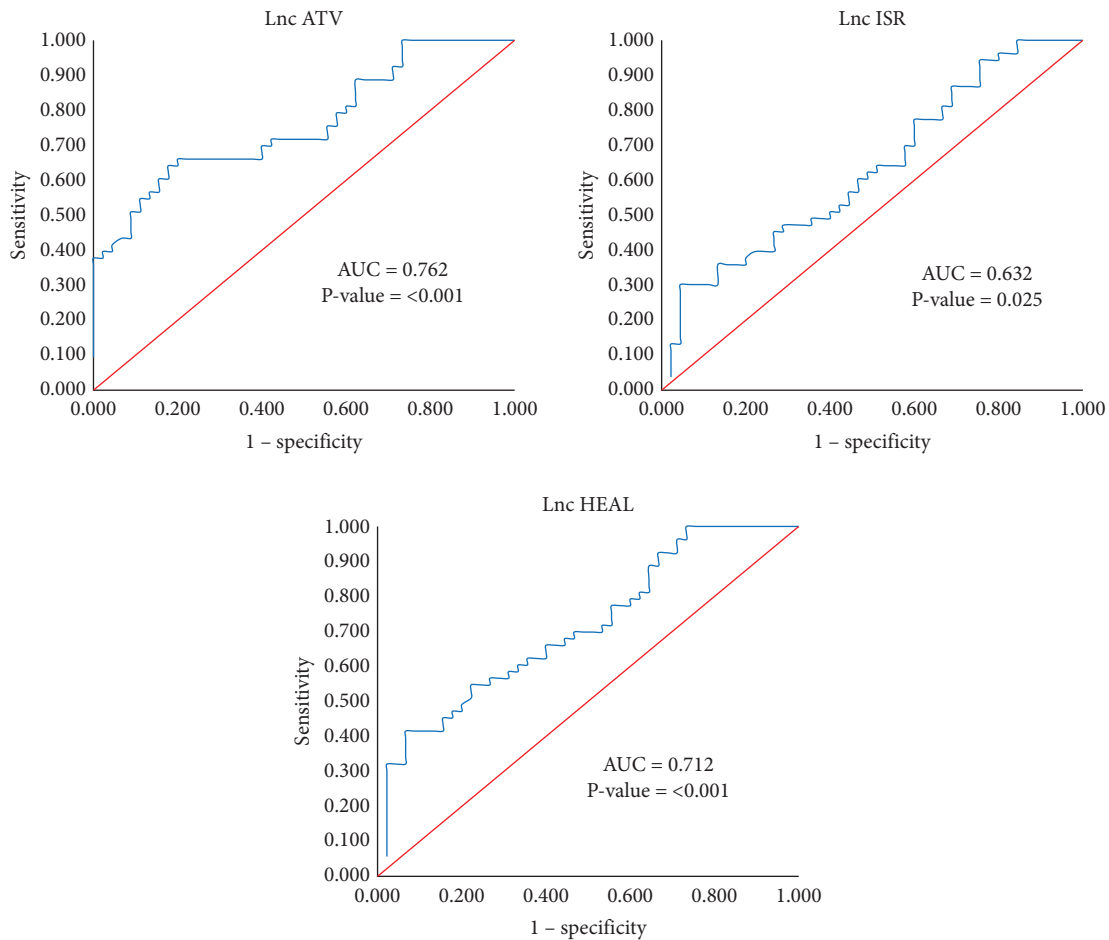 Lnc ATV
1.000
0.900
0.800
0.700
0.600
0.500
0.400
0.300
0.200
0.100
0.000
Sensitivity
AUC = 0.762
P-value = <0.001
0.000 0.200 0.400 0.600 0.800 1.000
1 – specificity
Lnc ISR
1.000
0.900
0.800
0.700
0.600
0.500
0.400
0.300
0.200
0.100
0.000
Sensitivity
AUC = 0.632
P-value = 0.025
0.000 0.200 0.400 0.600 0.800 1.000
1 – specificity
Lnc HEAL
1.000
0.900
0.800
0.700
0.600
0.500
0.400
0.300
0.200
0.100
0.000
Sensitivity
AUC = 0.712
P-value = <0.001
0.000 0.200 0.400 0.600 0.800 1.000
1 – specificity